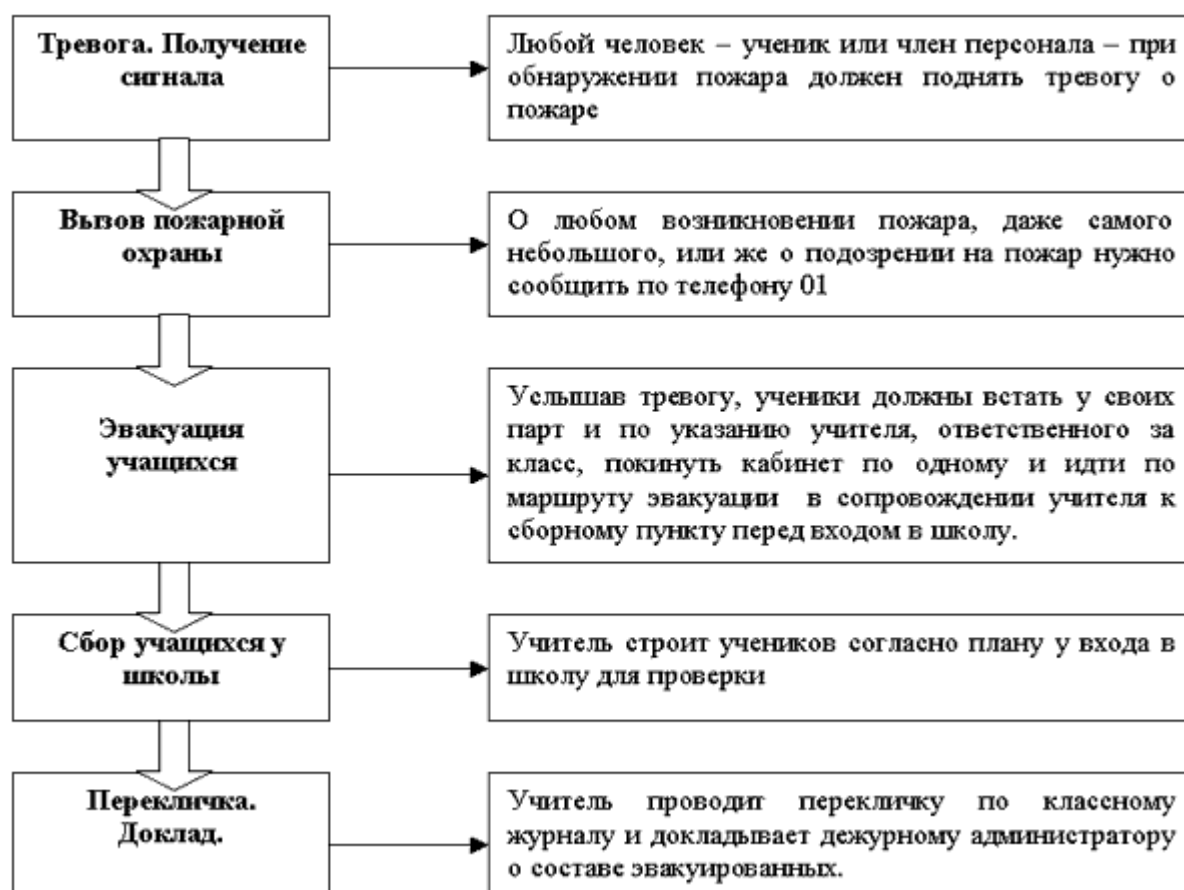 Тревога. Получение
сигнала
Любой человек – ученик или член персонала – при
обнаружении пожара должен поднять тревогу о
пожаре
Вызов пожарной
охраны
О любом возникновении пожара, даже самого
небольшого, или же о подозрении на пожар нужно
сообщить по телефону 01
Эвакуация
учащихся
Услышав тревогу, ученики должны встать у своих
парт и по указанию учителя, ответственного за
класс, покинуть кабинет по одному и идти по
маршруту эвакуации в сопровождении учителя к
сборному пункту перед входом в школу.
Сбор учащихся у
школы
Учитель строит учеников согласно плану у входа в
школу для проверки
Перекличка.
Доклад.
Учитель проводит перекличку по классному
журналу и докладывает дежурному администратору
о составе эвакуированных.